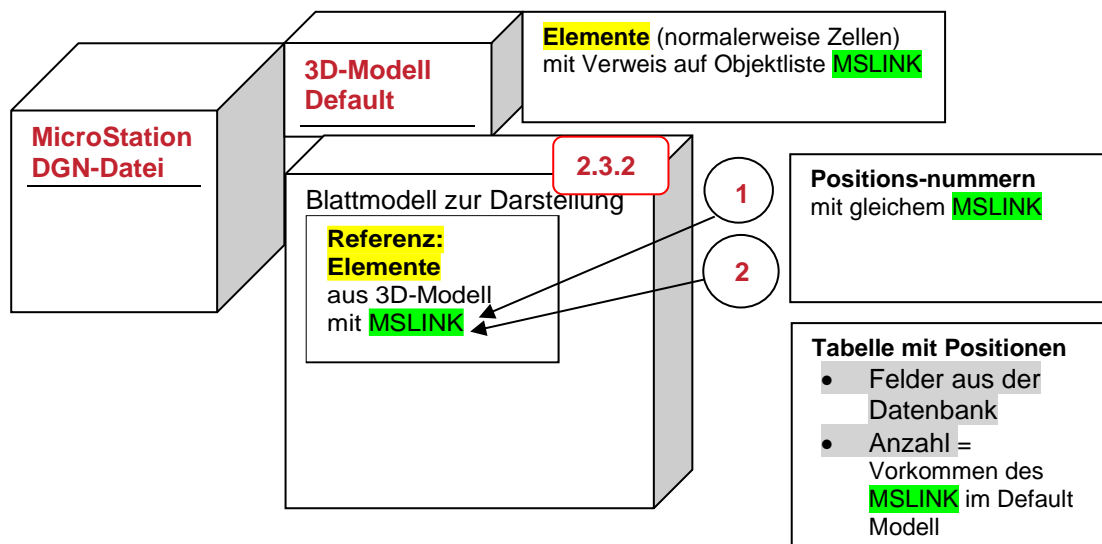 MicroStation
DGN-Datei
3D-Modell
Default
Elemente (normalerweise Zellen)
mit Verweis auf Objektliste MSLINK
2.3.2
Blattmodell zur Darstellung
Referenz:
Elemente
aus 3D-Modell
mit MSLINK
1
2
Positions-nummern
mit gleichem MSLINK
Tabelle mit Positionen
• Felder aus der
Datenbank
• Anzahl =
Vorkommen des
MSLINK im Default
Modell